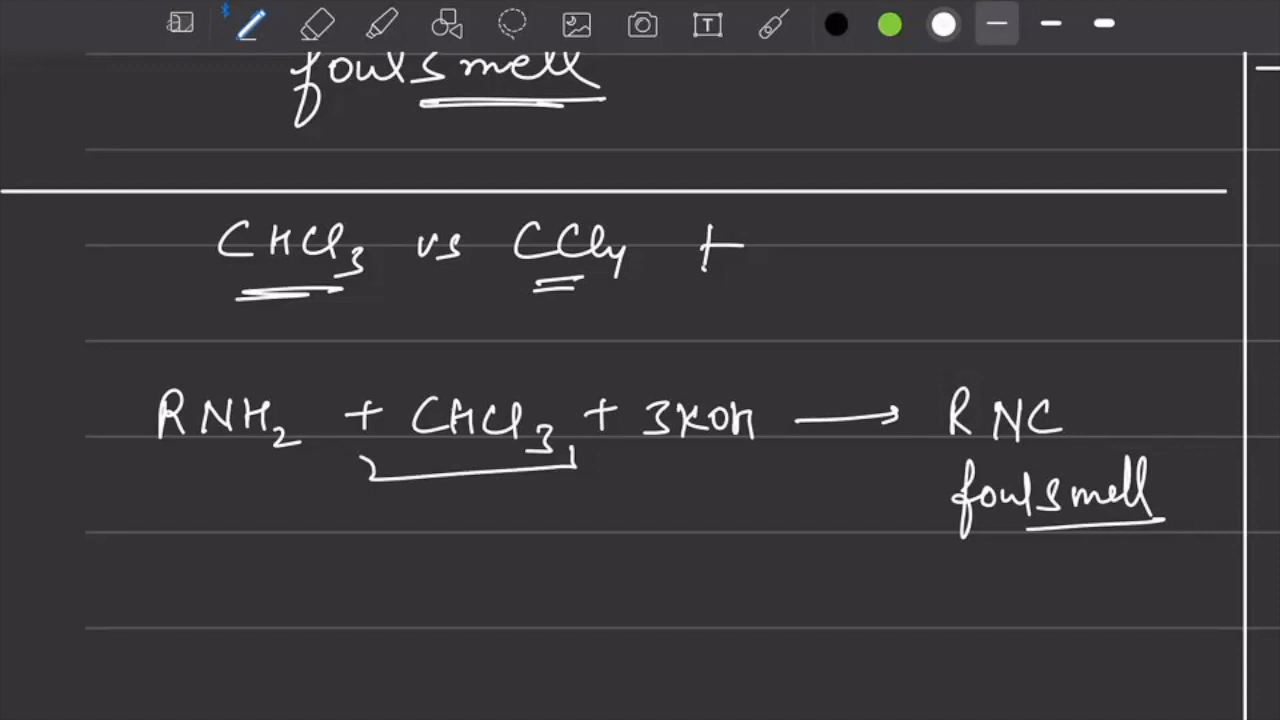 foul smell
CHCl3 vs CCl4 +
RNH2 + CHCl3 + 3KOH → RNC
foul smell